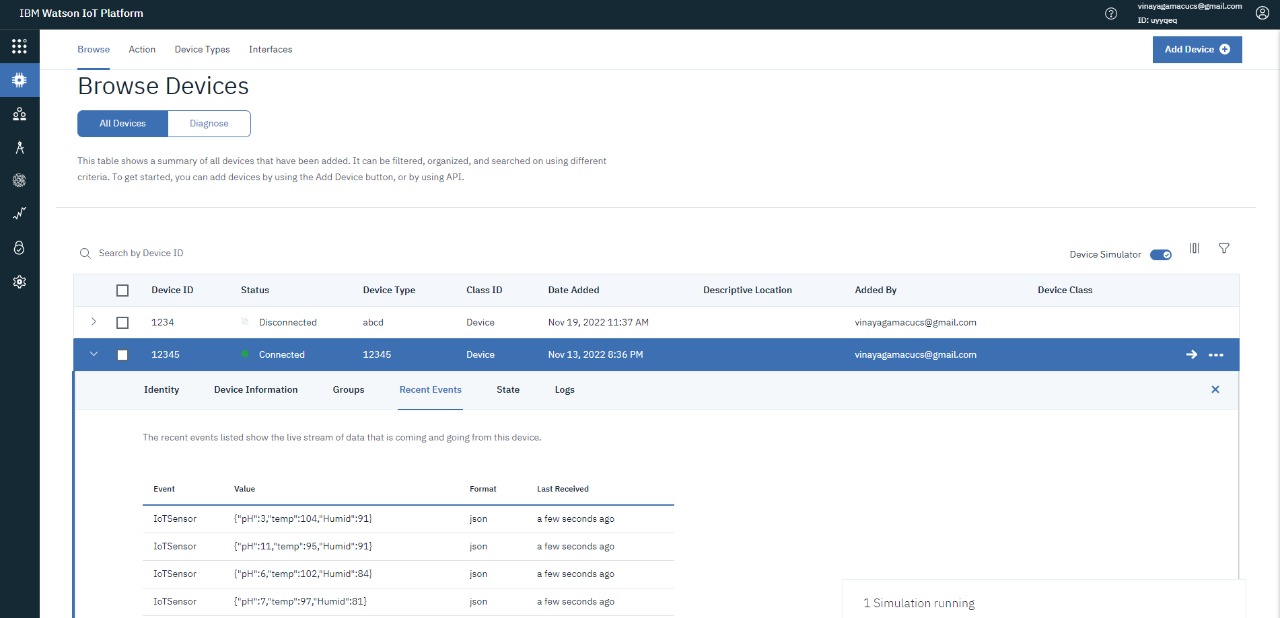 IBM Watson IoT Platform
vinayagamacucs@gmail.com
ID: uyyqeq
Browse Action Device Types Interfaces
Add Device
Browse Devices
All Devices Diagnose
This table shows a summary of all devices that have been added. It can be filtered, organized, and searched on using different
criteria. To get started, you can add devices by using the Add Device button, or by using API.
Search by Device ID
Device Simulator
Device ID Status Device Type Class ID Date Added Descriptive Location Added By Device Class
1234 Disconnected abcd Device Nov 19, 2022 11:37 AM vinayagamacucs@gmail.com
12345 Connected 12345 Device Nov 13, 2022 8:36 PM vinayagamacucs@gmail.com
Identity Device Information Groups Recent Events State Logs
The recent events listed show the live stream of data that is coming and going from this device.
Event Value Format Last Received
IoTSensor {"pH":3,"temp":104,"Humid":91} json a few seconds ago
IoTSensor {"pH":11,"temp":95,"Humid":91} json a few seconds ago
IoTSensor {"pH":6,"temp":102,"Humid":84} json a few seconds ago
IoTSensor {"pH":7,"temp":97,"Humid":81} json a few seconds ago
1 Simulation running